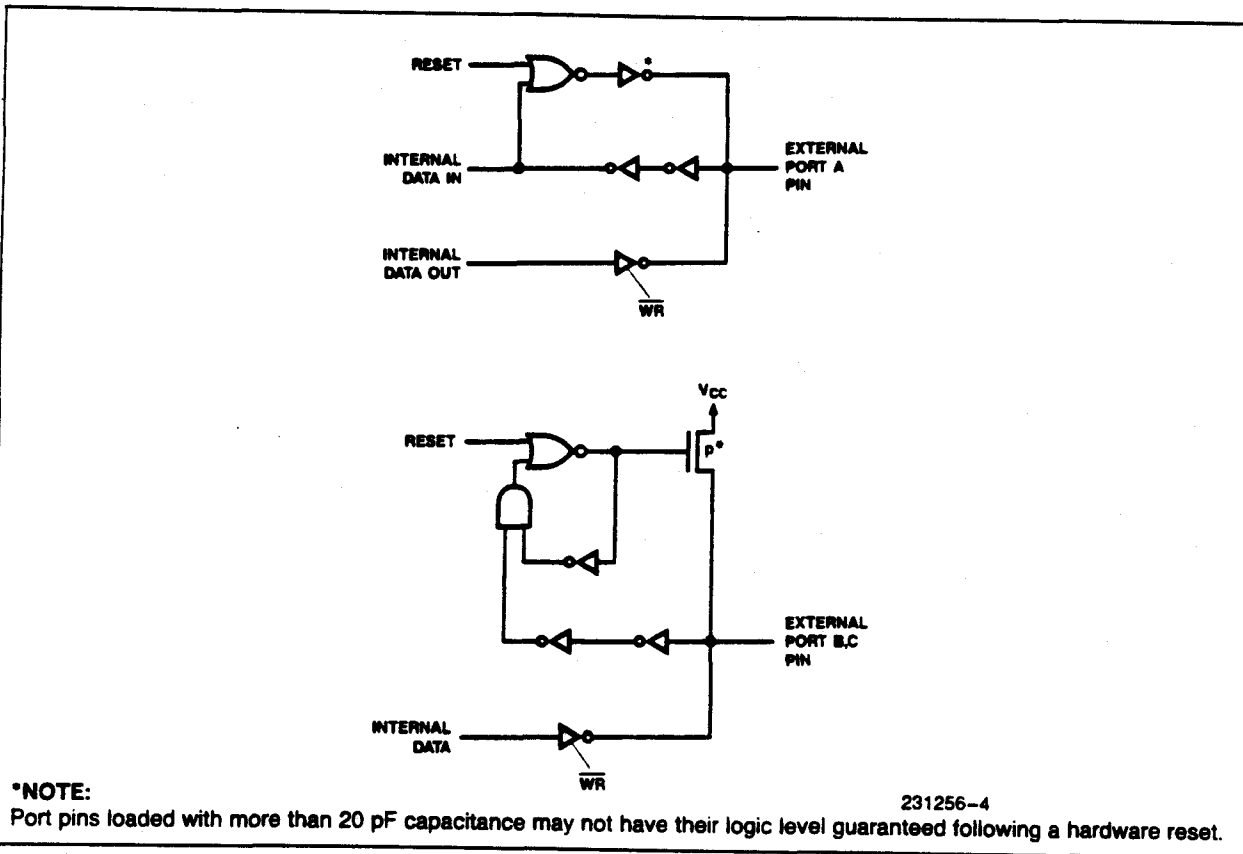 RESET
*
INTERNAL
DATA IN
EXTERNAL
PORT A
PIN
INTERNAL
DATA OUT
W̅R̅
VCC
RESET
P*
EXTERNAL
PORT B,C
PIN
INTERNAL
DATA
W̅R̅
*NOTE:
231256-4
Port pins loaded with more than 20 pF capacitance may not have their logic level guaranteed following a hardware reset.